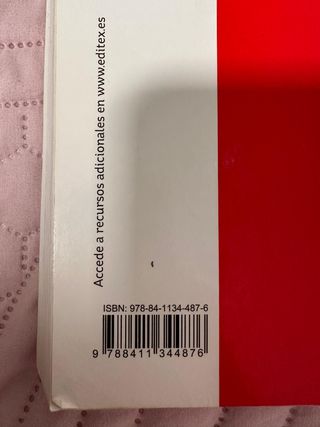 Accede a recursos adicionales en www.editex.es
ISBN: 978-84-1134-487-6
9 788411 344876